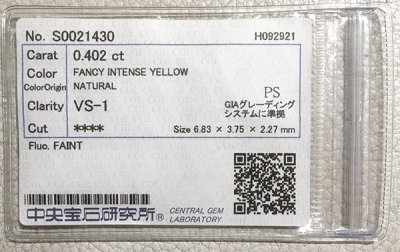 No. S0021430 H092921
Carat 0.402 ct
Color FANCY INTENSE YELLOW
ColorOrigin NATURAL
PS
Clarity VS-1
GIAグレーディング
システムに準拠
Cut ****
Size 6.83 × 3.75 × 2.27 mm
Fluo. FAINT
中央宝石研究所®
CENTRAL GEM
LABORATORY